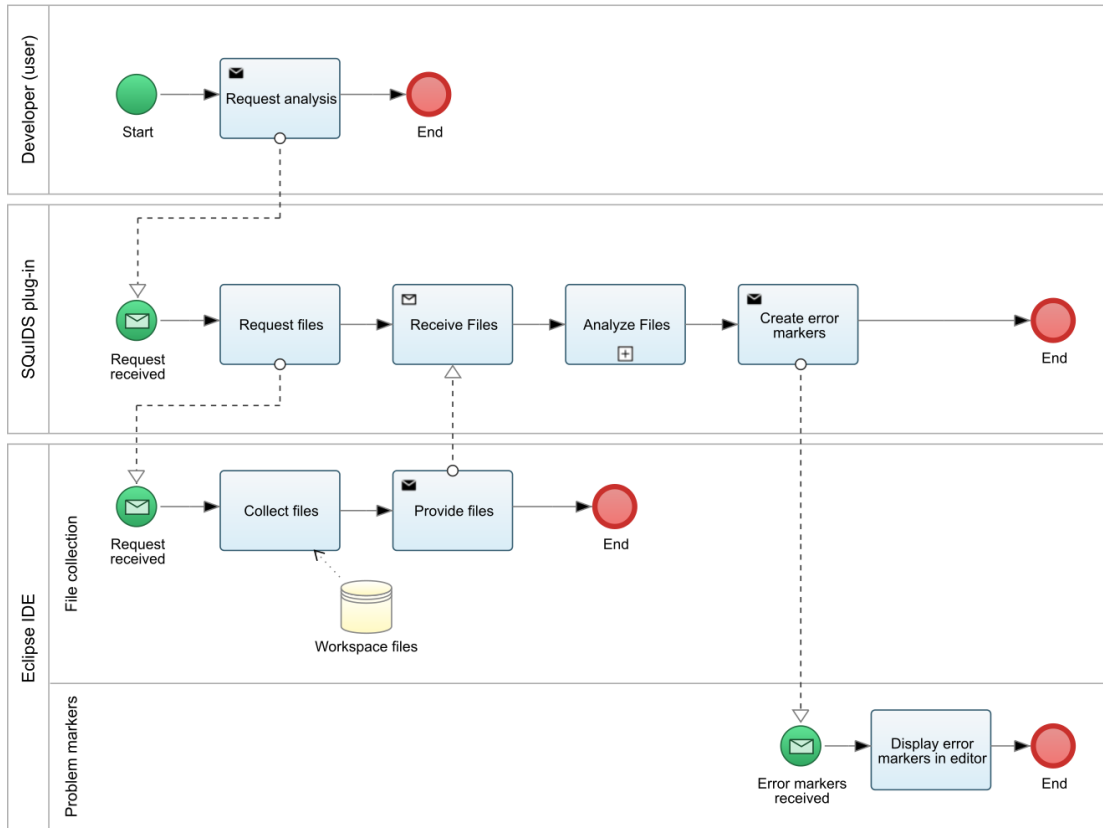 Developer (user)
Request analysis
Start
End
SQuIDS plug-in
Request files
Receive Files
Analyze Files
Create error
markers
Request
received
End
Eclipse IDE
File collection
Collect files
Provide files
Request
received
End
Workspace files
Problem markers
Display error
markers in editor
Error markers
received
End